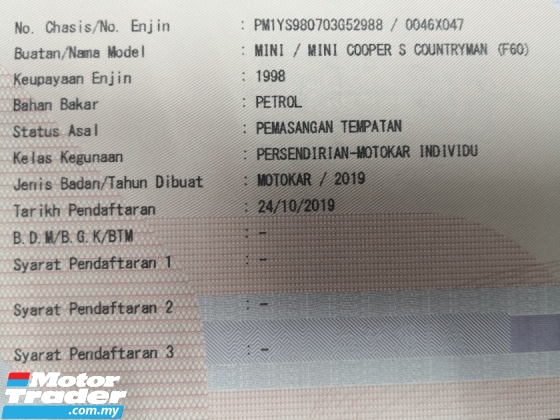 No. Chasis/No. Enjin : PM1YS980703G52988 / 0046X047
Buatan/Nama Model : MINI / MINI COOPER S COUNTRYMAN (F60)
Keupayaan Enjin : 1998
Bahan Bakar : PETROL
Status Asal : PEMASANGAN TEMPATAN
Kelas Kegunaan : PERSENDIRIAN-MOTOKAR INDIVIDU
Jenis Badan/Tahun Dibuat : MOTOKAR / 2019
Tarikh Pendaftaran : 24/10/2019
B.D.M/B.G.K/BTM : -
Syarat Pendaftaran 1 : -
Syarat Pendaftaran 2 : -
Syarat Pendaftaran 3 : -
Motor
Trader
.com.my